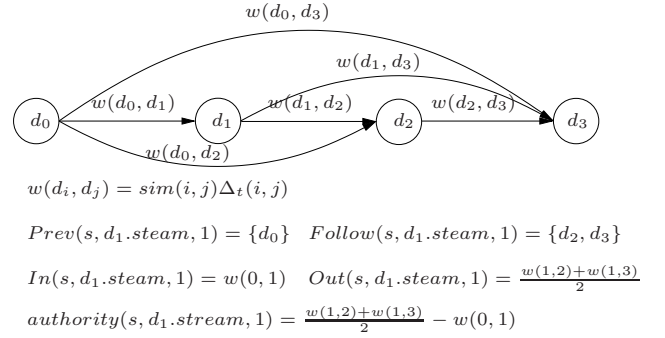 w(d_0, d_3)
w(d_1, d_3)
w(d_0, d_1) w(d_1, d_2) w(d_2, d_3)
d_0 d_1 d_2 d_3
w(d_0, d_2)
w(d_i, d_j) = sim(i, j)Δ_t(i, j)
Prev(s, d_1.steam, 1) = {d_0} Follow(s, d_1.steam, 1) = {d_2, d_3}
In(s, d_1.steam, 1) = w(0, 1) Out(s, d_1.steam, 1) = \frac{w(1,2)+w(1,3)}{2}
authority(s, d_1.stream, 1) = \frac{w(1,2)+w(1,3)}{2} − w(0, 1)